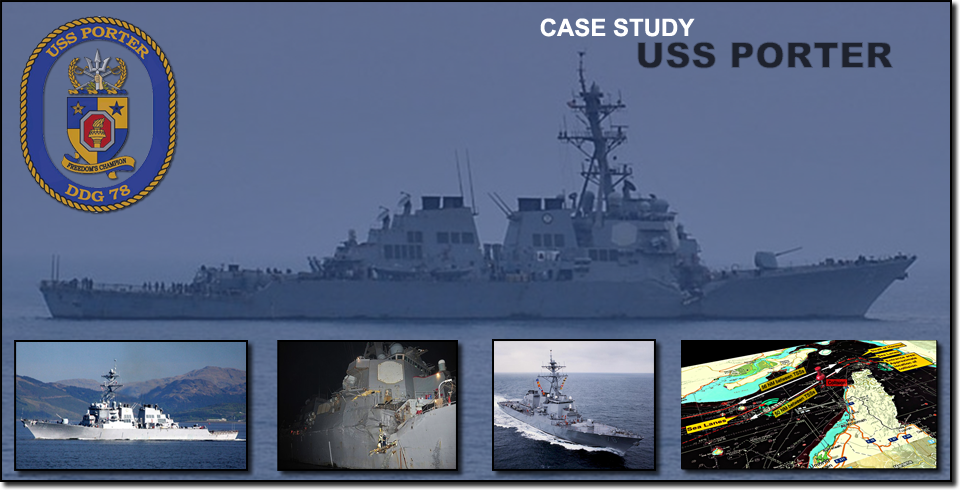 USS PORTER
FREEDOM'S CHAMPION
DDG 78
CASE STUDY
USS PORTER
Sea Lanes